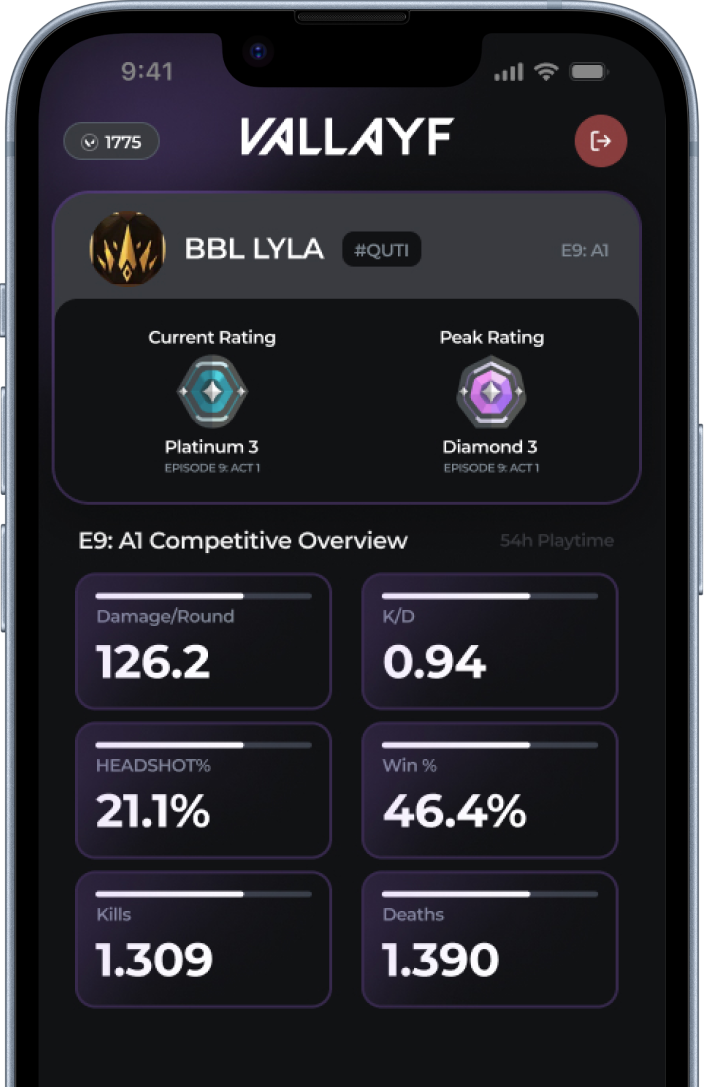 9:41
1775
VALLAYF
BBL LYLA #QUTI E9: A1
Current Rating Peak Rating
Platinum 3 Diamond 3
EPISODE 9: ACT 1 EPISODE 9: ACT 1
E9: A1 Competitive Overview 54h Playtime
Damage/Round K/D
126.2 0.94
HEADSHOT% Win %
21.1% 46.4%
Kills Deaths
1.309 1.390